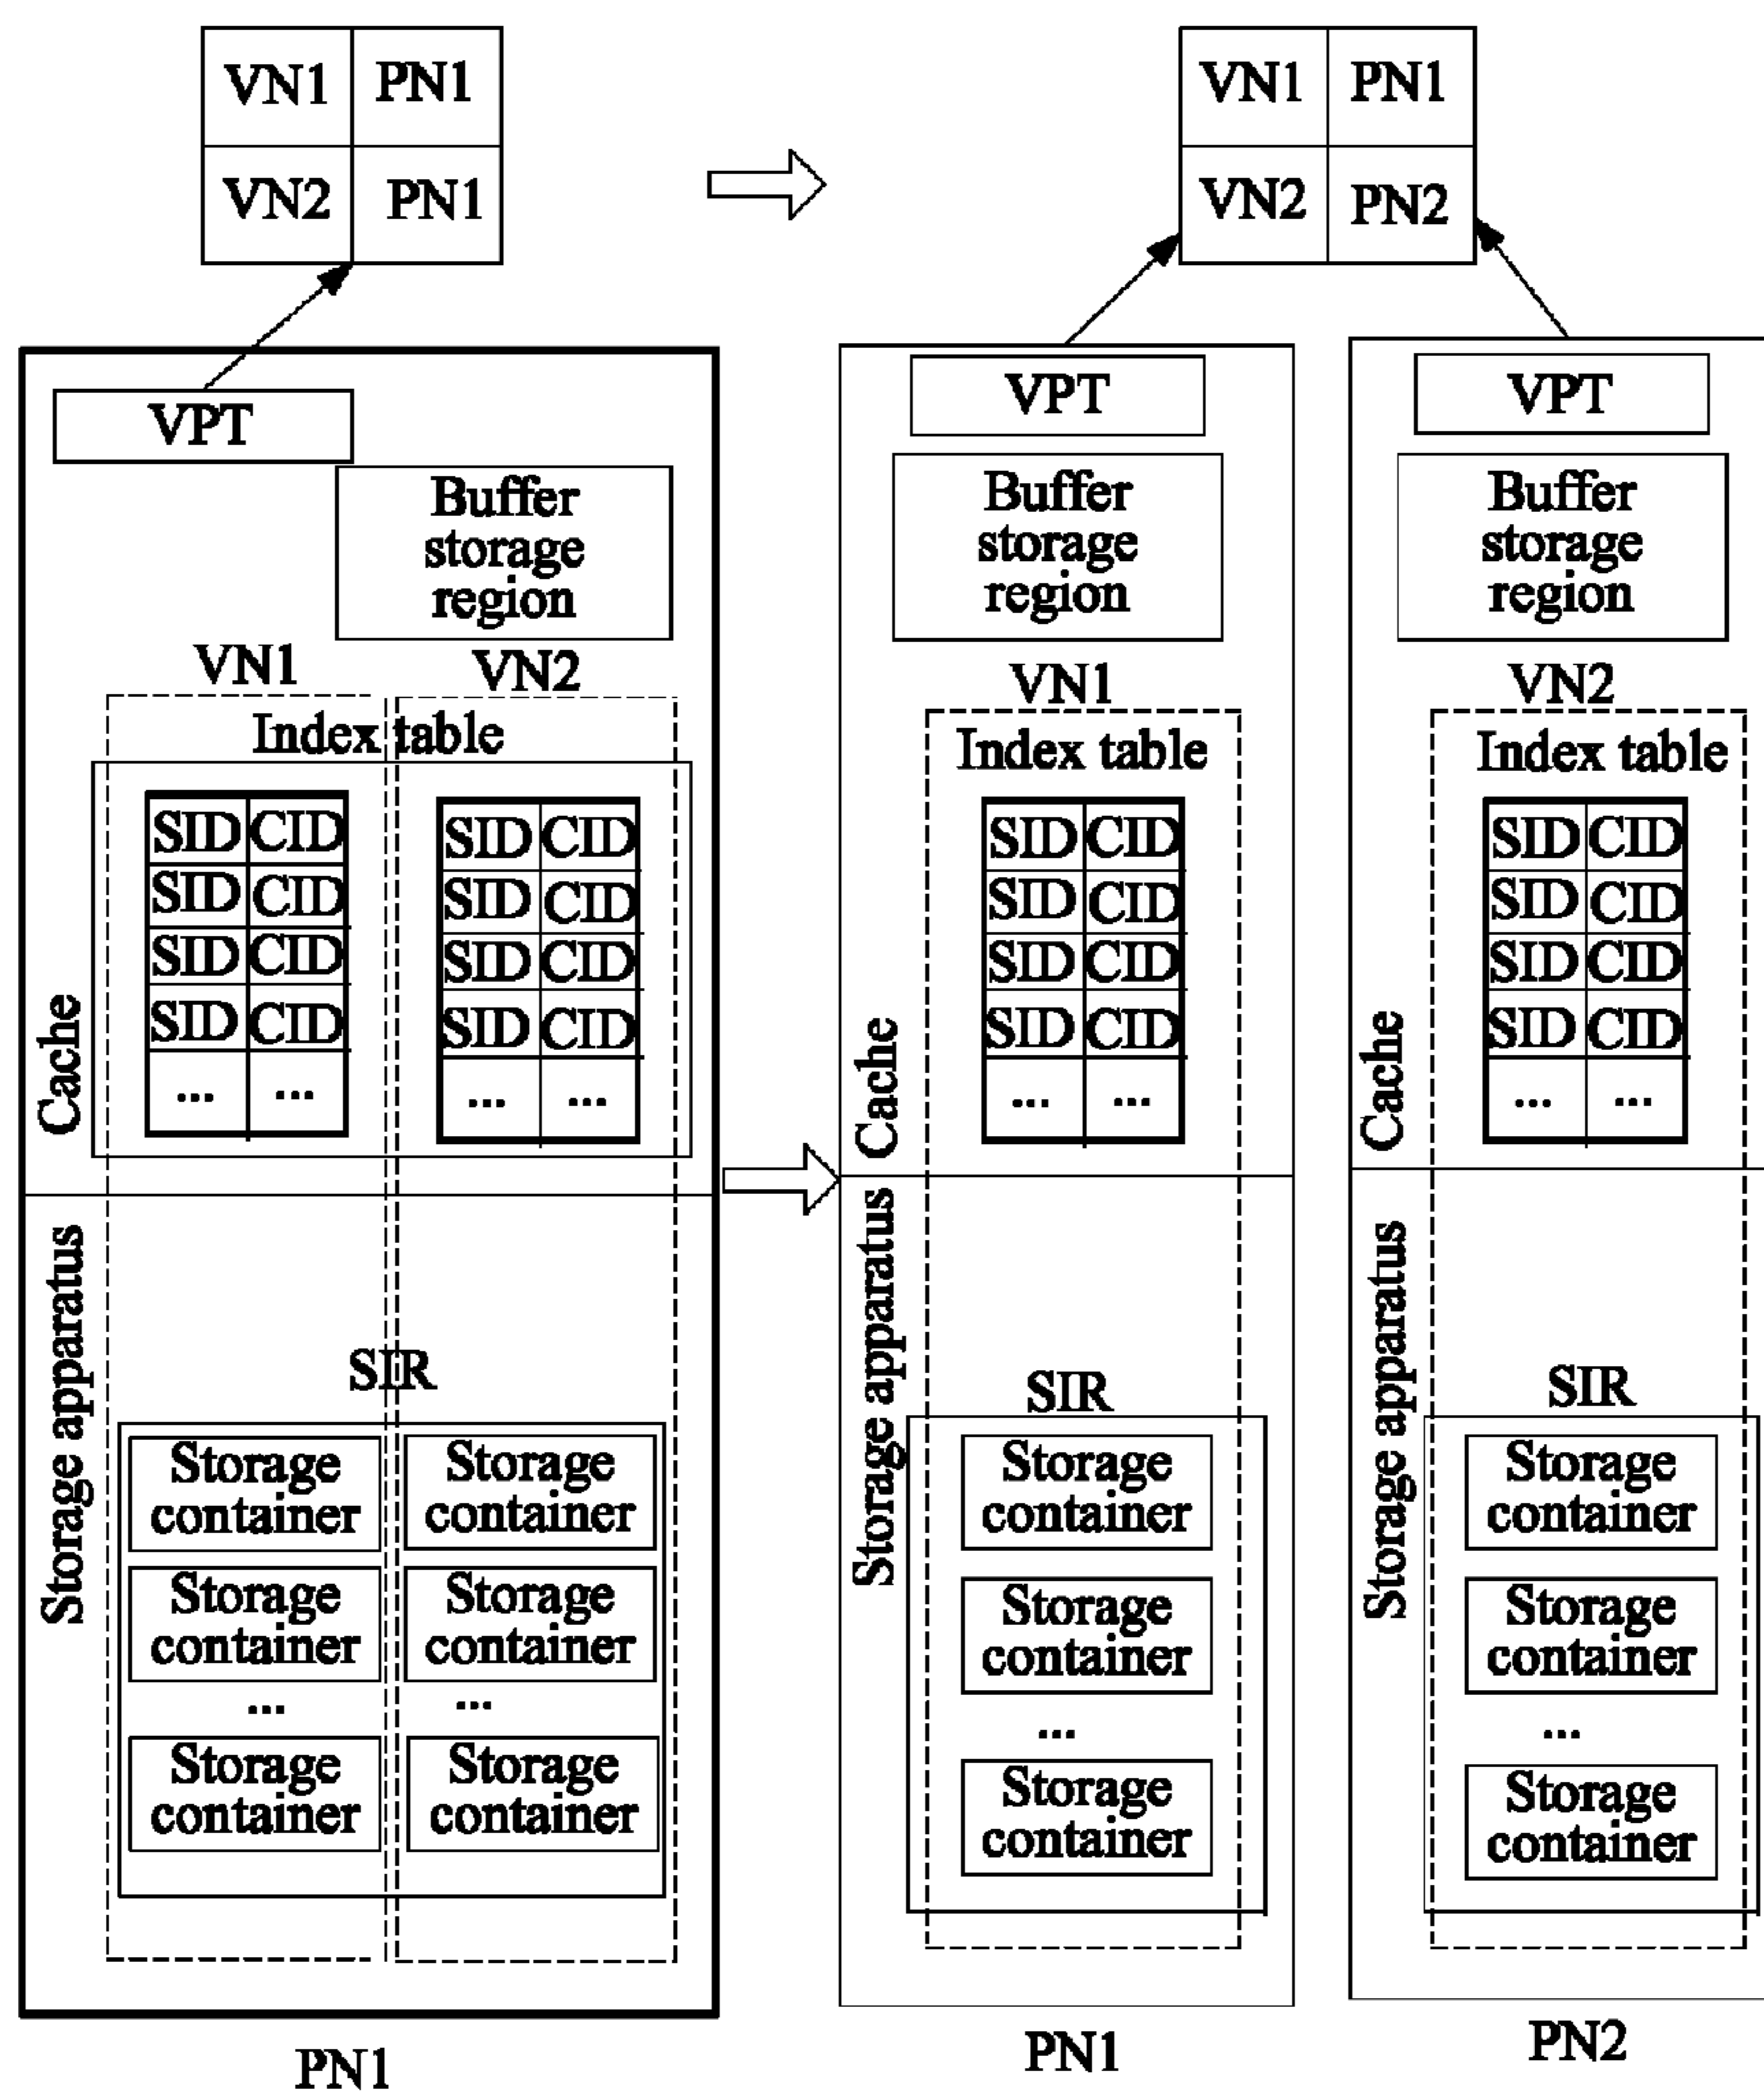 VN1 PN1
VN2 PN1
VPT
Buffer
storage
region
VN1 VN2
Index table
SID CID SID CID
SID CID SID CID
SID CID SID CID
SID CID SID CID
... ... ... ...
Cache
Storage apparatus
SIR
Storage
container
Storage
container
Storage
container
Storage
container
... ...
Storage
container
Storage
container
PN1
VN1 PN1
VN2 PN2
VPT
Buffer
storage
region
VN1
Index table
SID CID
SID CID
SID CID
SID CID
... ...
Cache
Storage apparatus
SIR
Storage
container
Storage
container
...
Storage
container
PN1
VPT
Buffer
storage
region
VN2
Index table
SID CID
SID CID
SID CID
SID CID
... ...
Cache
Storage apparatus
SIR
Storage
container
Storage
container
...
Storage
container
PN2